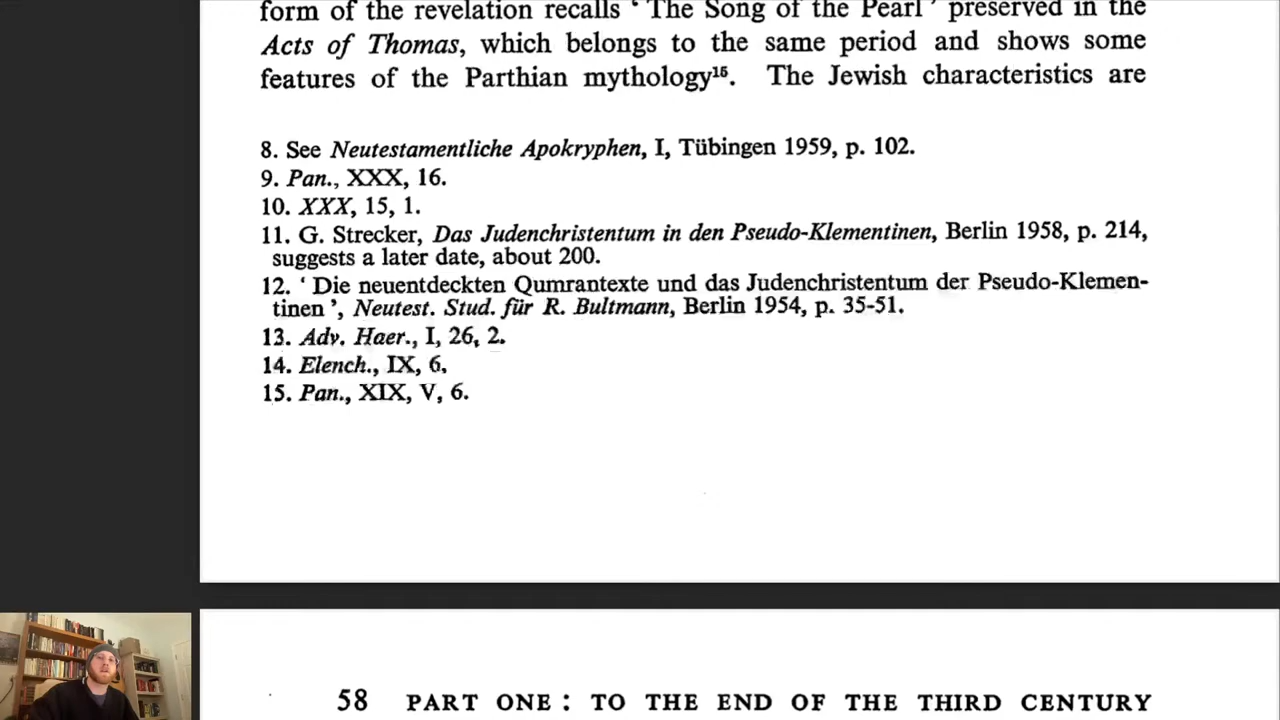 form of the revelation recalls ‘ The Song of the Pearl ’ preserved in the
Acts of Thomas, which belongs to the same period and shows some
features of the Parthian mythology¹⁵. The Jewish characteristics are
8. See Neutestamentliche Apokryphen, I, Tübingen 1959, p. 102.
9. Pan., XXX, 16.
10. XXX, 15, 1.
11. G. Strecker, Das Judenchristentum in den Pseudo-Klementinen, Berlin 1958, p. 214,
suggests a later date, about 200.
12. ‘ Die neuentdeckten Qumrantexte und das Judenchristentum der Pseudo-Klemen-
tinen ’, Neutest. Stud. für R. Bultmann, Berlin 1954, p. 35-51.
13. Adv. Haer., I, 26, 2.
14. Elench., IX, 6.
15. Pan., XIX, V, 6.
58 PART ONE : TO THE END OF THE THIRD CENTURY